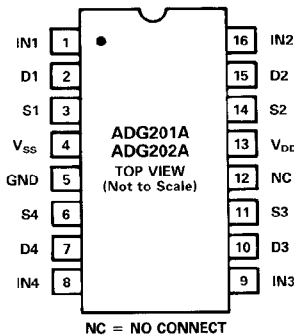 IN1 1 16 IN2
D1 2 15 D2
S1 3 14 S2
VSS 4 13 VDD
GND 5 12 NC
S4 6 11 S3
D4 7 10 D3
IN4 8 9 IN3
ADG201A
ADG202A
TOP VIEW
(Not to Scale)
NC = NO CONNECT